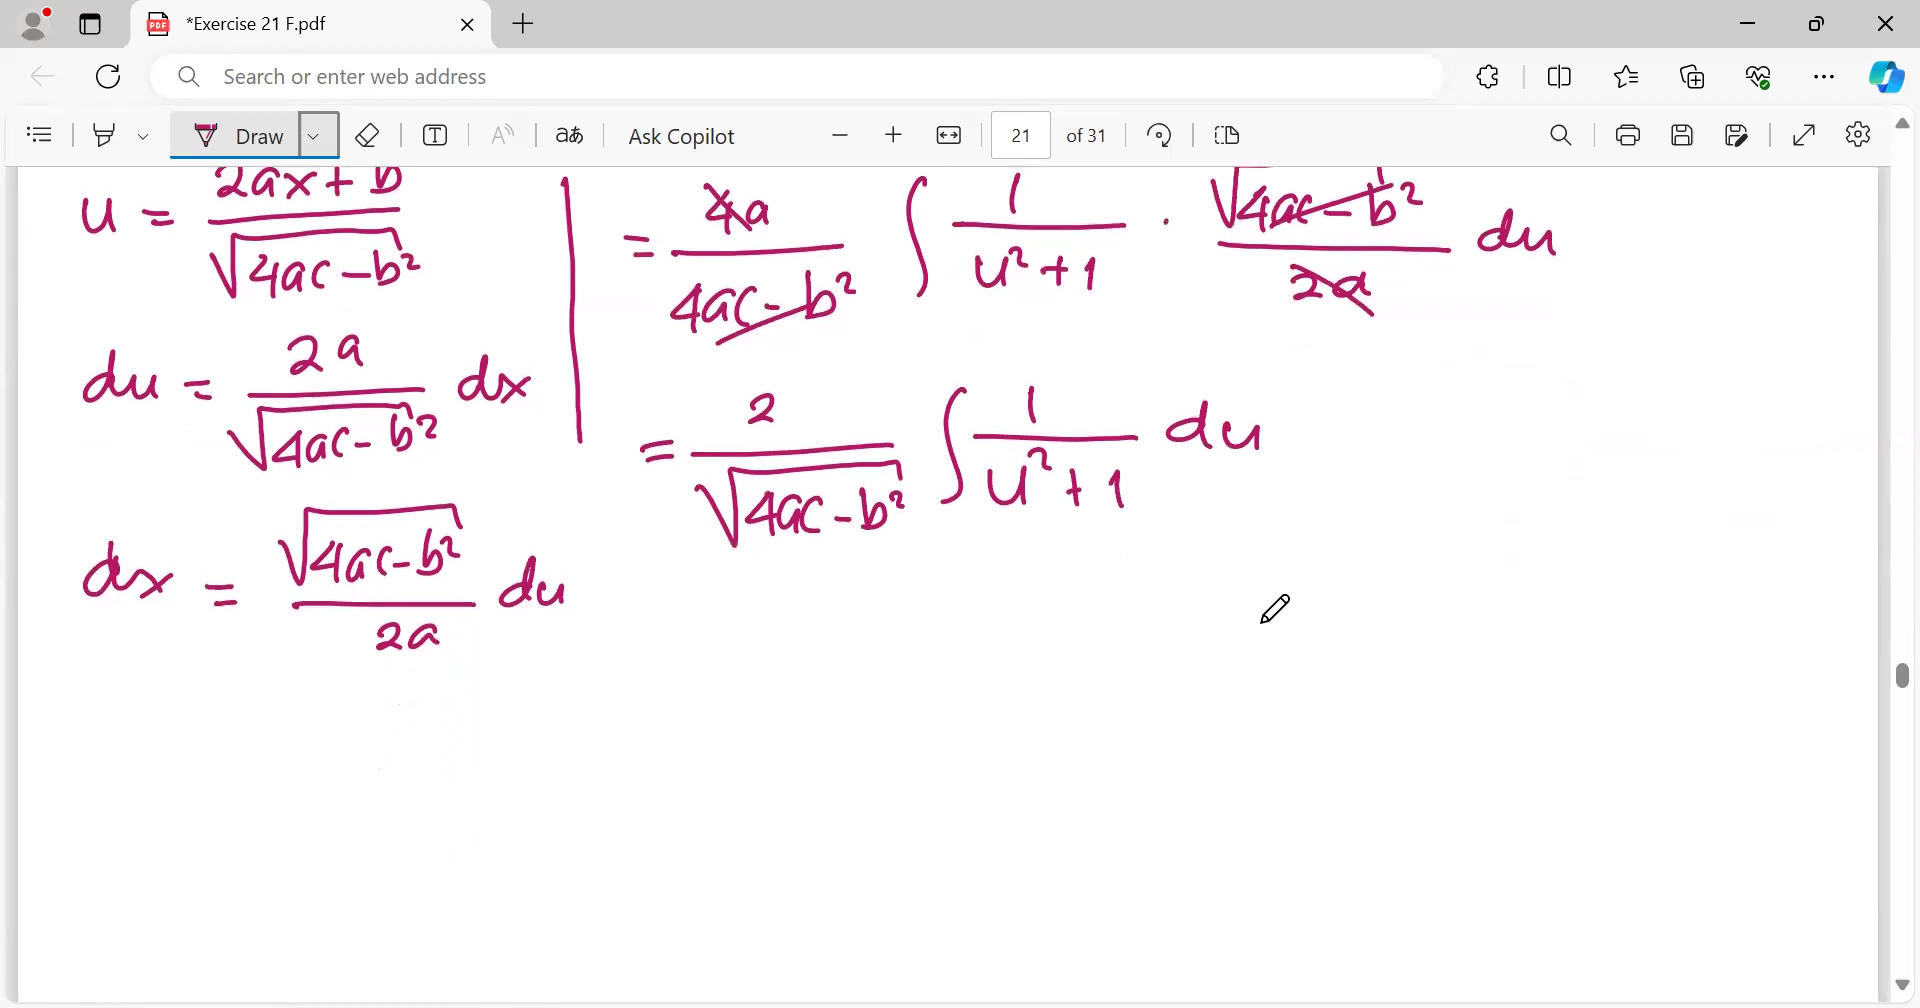 *Exercise 21 F.pdf
Search or enter web address
Draw
aあ
Ask Copilot
21 of 31
u = (2ax + b)/√(4ac - b²)
= 4a/(4ac - b²) ∫ 1/(u² + 1) · √(4ac - b²)/2a du
du = 2a/√(4ac - b²) dx
= 2/√(4ac - b²) ∫ 1/(u² + 1) du
dx = √(4ac - b²)/2a du